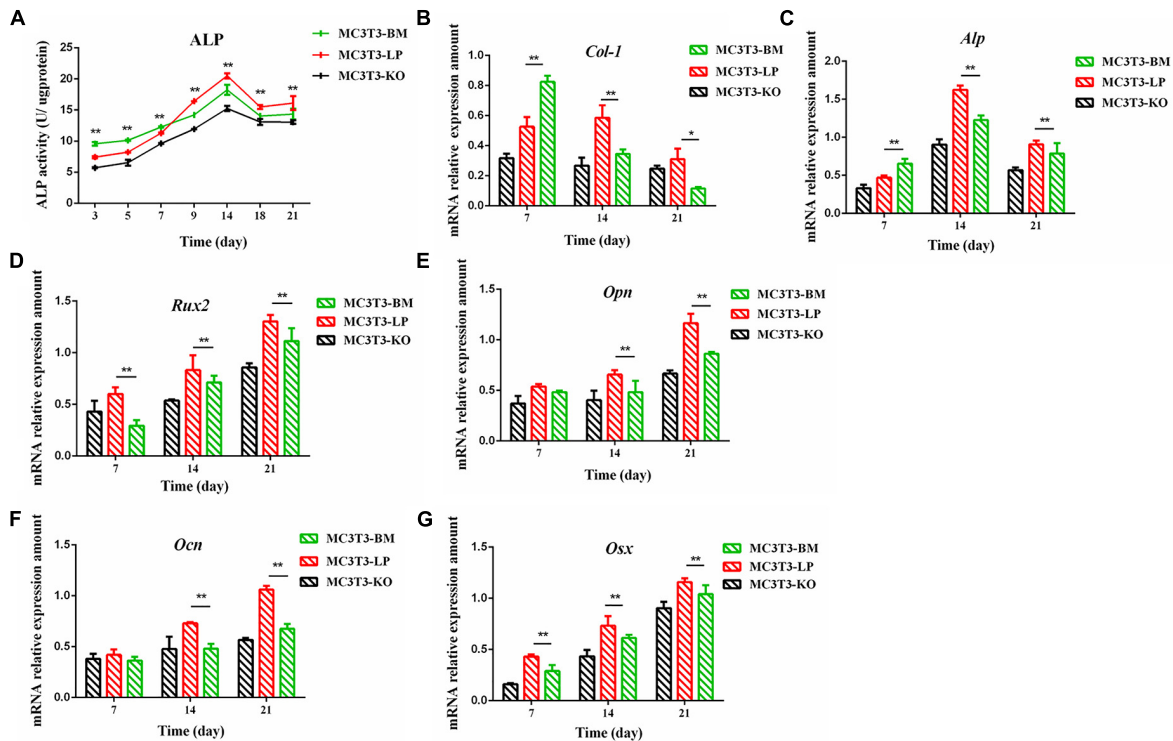 A
ALP
MC3T3-BM
MC3T3-LP
MC3T3-KO
ALP activity (U/ ugprotein)
25
20
15
10
5
0
** ** ** ** ** ** **
3 5 7 9 14 18 21
Time (day)
B
Col-1
MC3T3-BM
MC3T3-LP
MC3T3-KO
mRNA relative expression amount
1.0
0.8
0.6
0.4
0.2
0.0
** ** *
7 14 21
Time (day)
C
Alp
MC3T3-BM
MC3T3-LP
MC3T3-KO
mRNA relative expression amount
2.0
1.5
1.0
0.5
0.0
** ** **
7 14 21
Time (day)
D
Rux2
MC3T3-BM
MC3T3-LP
MC3T3-KO
mRNA relative expression amount
1.5
1.0
0.5
0.0
** ** **
7 14 21
Time (day)
E
Opn
MC3T3-BM
MC3T3-LP
MC3T3-KO
mRNA relative expression amount
1.5
1.0
0.5
0.0
** **
7 14 21
Time (day)
F
Ocn
MC3T3-BM
MC3T3-LP
MC3T3-KO
mRNA relative expression amount
1.5
1.0
0.5
0.0
** **
7 14 21
Time (day)
G
Osx
MC3T3-BM
MC3T3-LP
MC3T3-KO
mRNA relative expression amount
1.5
1.0
0.5
0.0
** ** **
7 14 21
Time (day)